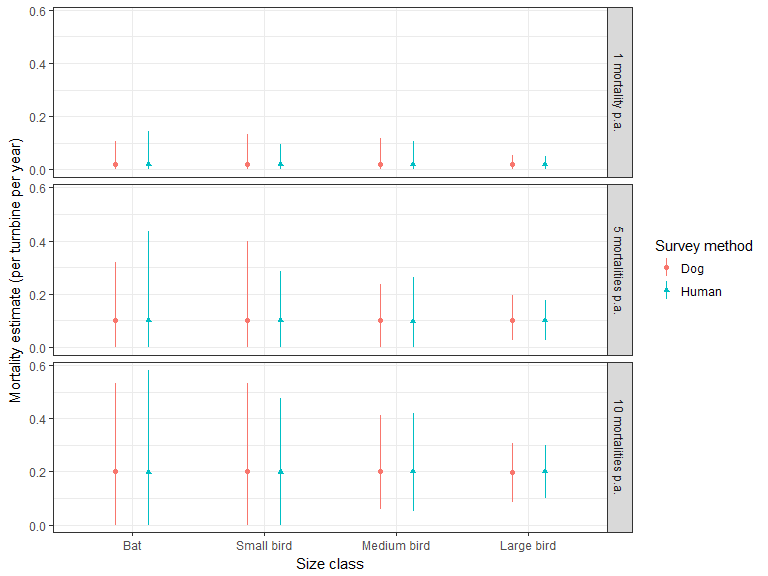 Mortality estimate (per turnbine per year)
0.6
0.4
0.2
0.0
1 mortality p.a.
0.6
0.4
0.2
0.0
5 mortalities p.a.
0.6
0.4
0.2
0.0
10 mortalities p.a.
Bat
Small bird
Medium bird
Large bird
Size class
Survey method
Dog
Human